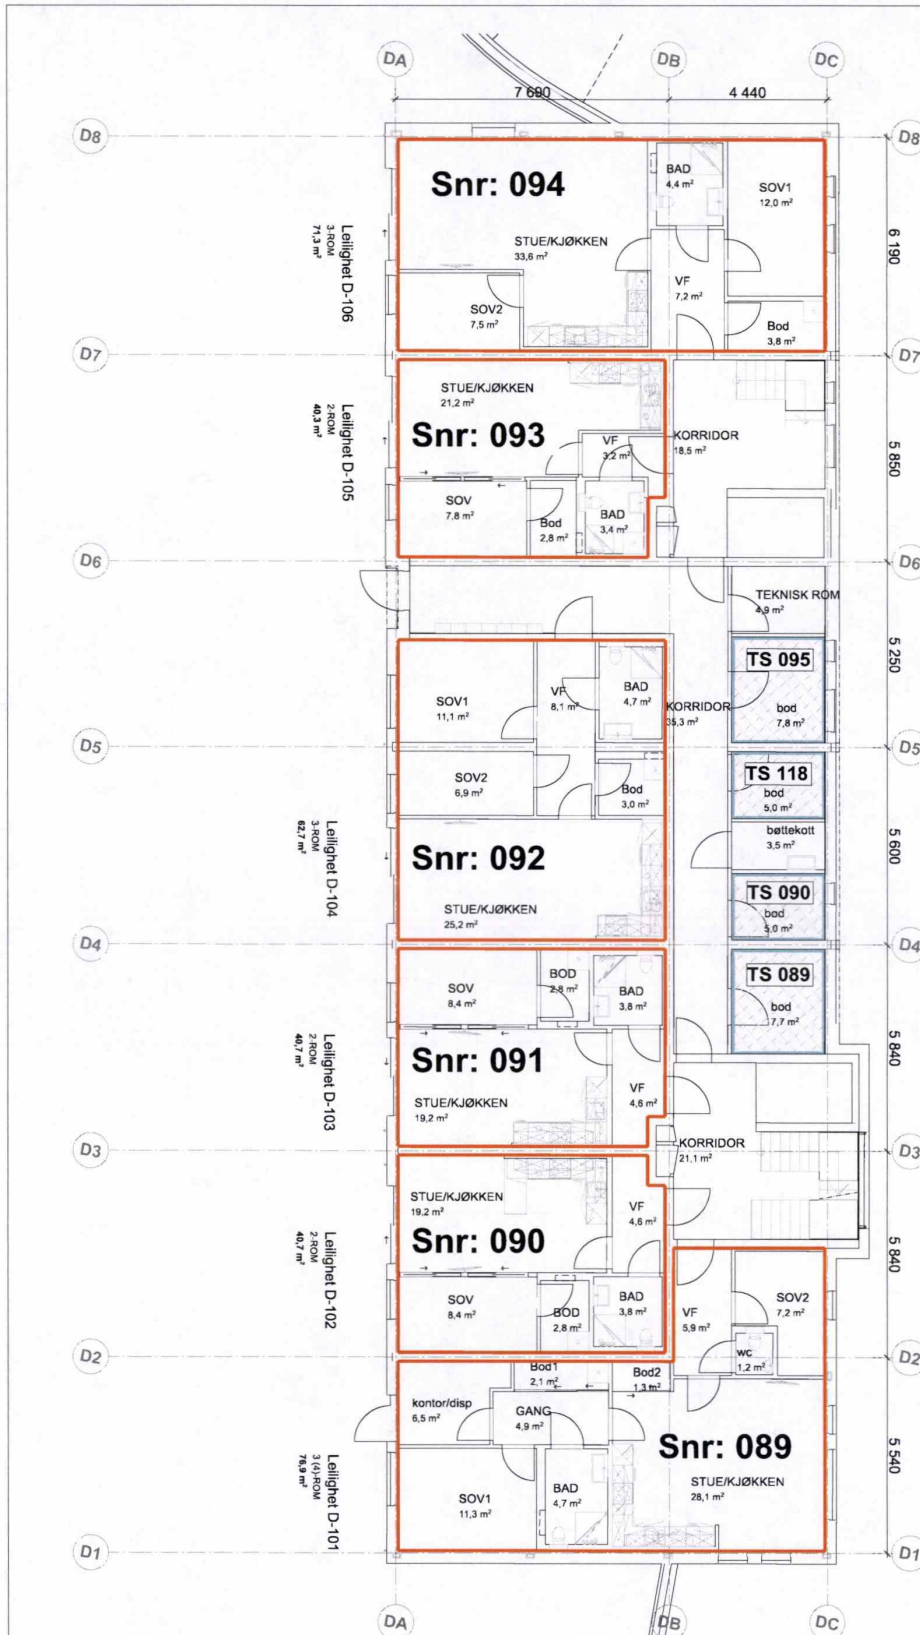 DA
DB
DC
7 690
4 440
D8
D8
Snr: 094
BAD
4,4 m²
SOV1
12,0 m²
STUE/KJØKKEN
33,6 m²
VF
7,2 m²
SOV2
7,5 m²
Bod
3,8 m²
Leilighet D-106
3-ROM
71,3 m²
6 190
D7
D7
STUE/KJØKKEN
21,2 m²
Snr: 093
VF
3,2 m²
KORRIDOR
18,5 m²
SOV
7,8 m²
Bod
2,8 m²
BAD
3,4 m²
Leilighet D-105
2-ROM
40,3 m²
5 850
D6
D6
TEKNISK ROM
4,9 m²
TS 095
bod
7,8 m²
SOV1
11,1 m²
VF
8,1 m²
BAD
4,7 m²
KORRIDOR
35,3 m²
5 250
D5
D5
SOV2
6,9 m²
Bod
3,0 m²
TS 118
bod
5,0 m²
bøttekott
3,5 m²
Snr: 092
STUE/KJØKKEN
25,2 m²
TS 090
bod
5,0 m²
Leilighet D-104
3-ROM
62,7 m²
5 600
D4
D4
SOV
8,4 m²
BOD
2,8 m²
BAD
3,8 m²
TS 089
bod
7,7 m²
Snr: 091
STUE/KJØKKEN
19,2 m²
VF
4,6 m²
Leilighet D-103
2-ROM
40,7 m²
5 840
D3
D3
KORRIDOR
21,1 m²
STUE/KJØKKEN
19,2 m²
VF
4,6 m²
Snr: 090
SOV
8,4 m²
BOD
2,8 m²
BAD
3,8 m²
Leilighet D-102
2-ROM
40,7 m²
5 840
VF
5,9 m²
SOV2
7,2 m²
wc
1,2 m²
D2
D2
Bod1
2,1 m²
Bod2
1,3 m²
kontor/disp
6,5 m²
GANG
4,9 m²
Snr: 089
STUE/KJØKKEN
28,1 m²
SOV1
11,3 m²
BAD
4,7 m²
Leilighet D-101
3 (4)-ROM
76,9 m²
5 540
D1
D1
DA
DB
DC